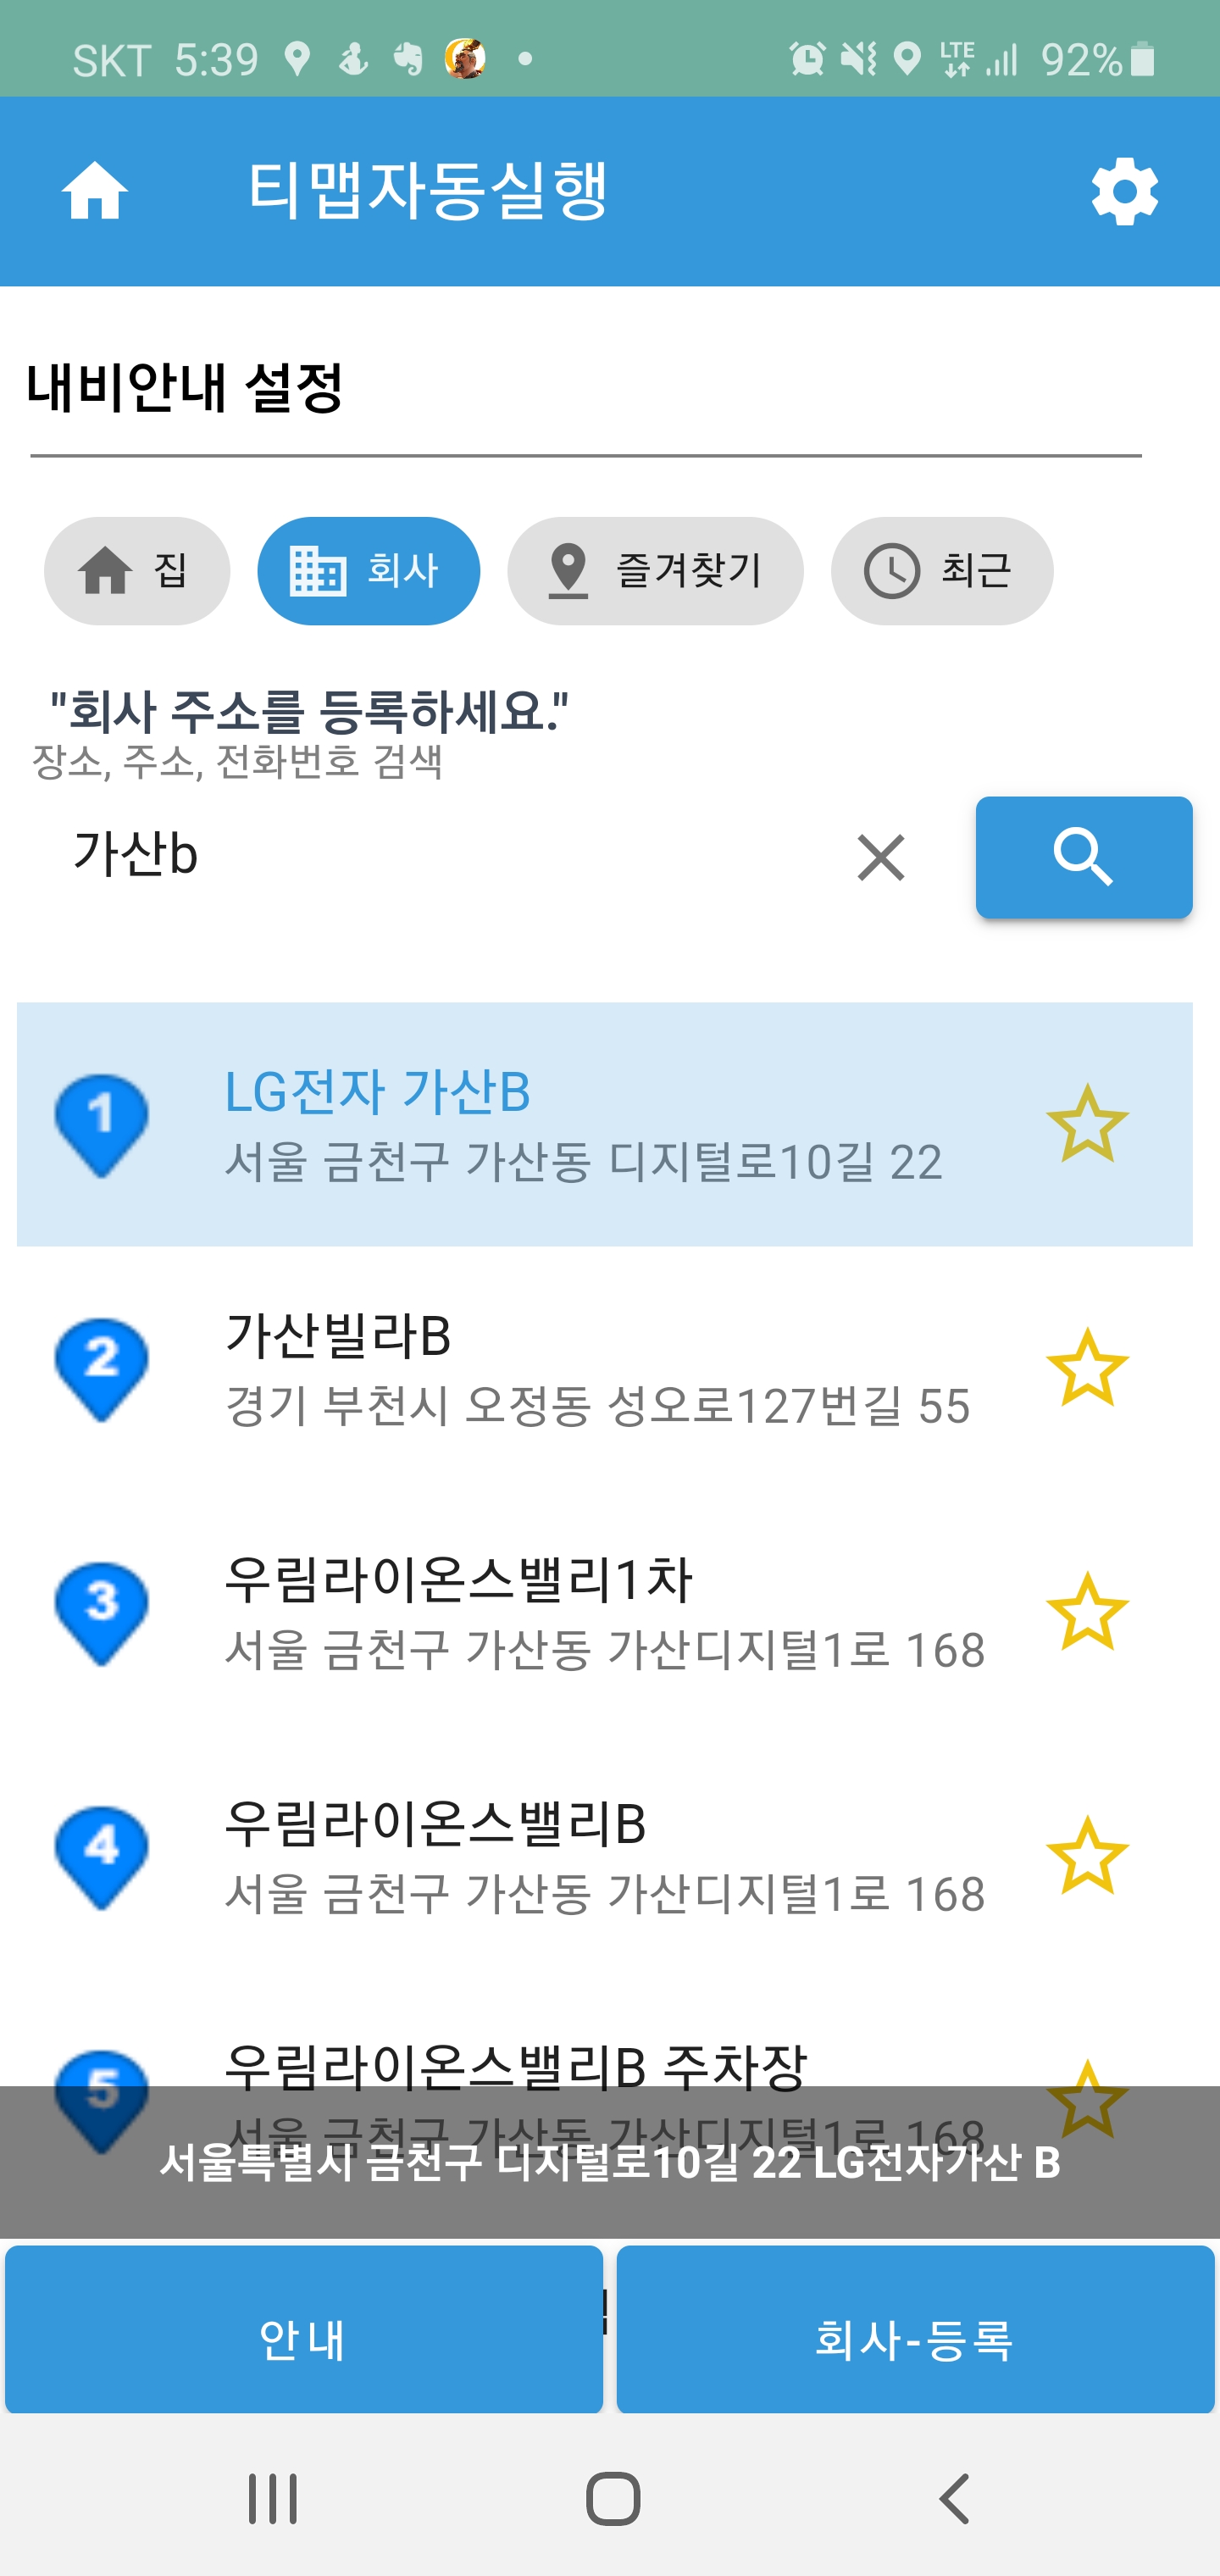 SKT 5:39 LTE 92%
티맵자동실행
내비안내 설정
집 회사 즐겨찾기 최근
"회사 주소를 등록하세요."
장소, 주소, 전화번호 검색
가산b
1 LG전자 가산B
서울 금천구 가산동 디지털로10길 22
2 가산빌라B
경기 부천시 오정동 성오로127번길 55
3 우림라이온스밸리1차
서울 금천구 가산동 가산디지털1로 168
4 우림라이온스밸리B
서울 금천구 가산동 가산디지털1로 168
5 우림라이온스밸리B 주차장
서울 금천구 가산동 가산디지털1로 168
서울특별시 금천구 디지털로10길 22 LG전자가산 B
안내 회사-등록